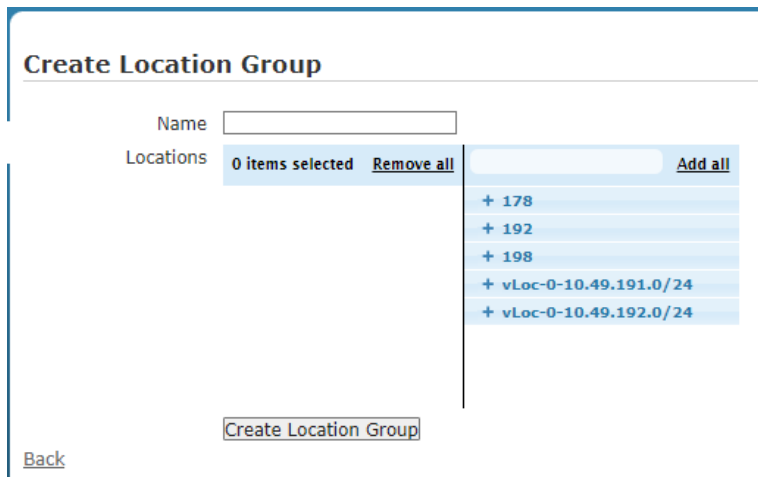 Create Location Group
Name
Locations 0 items selected Remove all Add all
+ 178
+ 192
+ 198
+ vLoc-0-10.49.191.0/24
+ vLoc-0-10.49.192.0/24
Create Location Group
Back